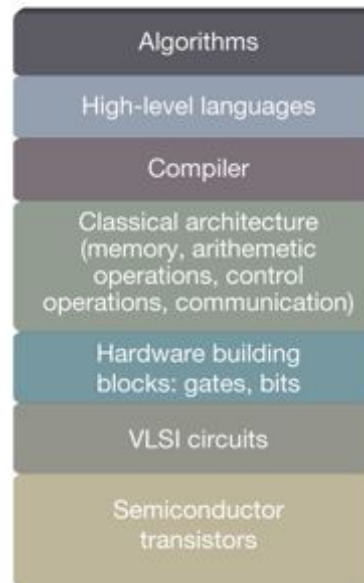 Algorithms
High-level languages
Compiler
Classical architecture
(memory, arithemetic
operations, control
operations, communication)
Hardware building
blocks: gates, bits
VLSI circuits
Semiconductor
transistors